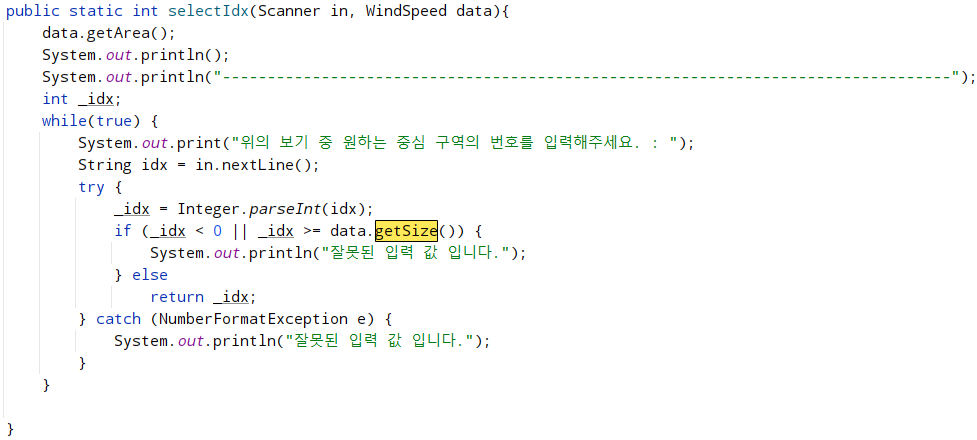 public static int selectIdx(Scanner in, WindSpeed data){
data.getArea();
System.out.println();
System.out.println("--------------------------------------------------------------------------------");
int _idx;
while(true) {
System.out.print("위의 보기 중 원하는 중심 구역의 번호를 입력해주세요. : ");
String idx = in.nextLine();
try {
_idx = Integer.parseInt(idx);
if (_idx < 0 || _idx >= data.getSize()) {
System.out.println("잘못된 입력 값 입니다.");
} else
return _idx;
} catch (NumberFormatException e) {
System.out.println("잘못된 입력 값 입니다.");
}
}
}